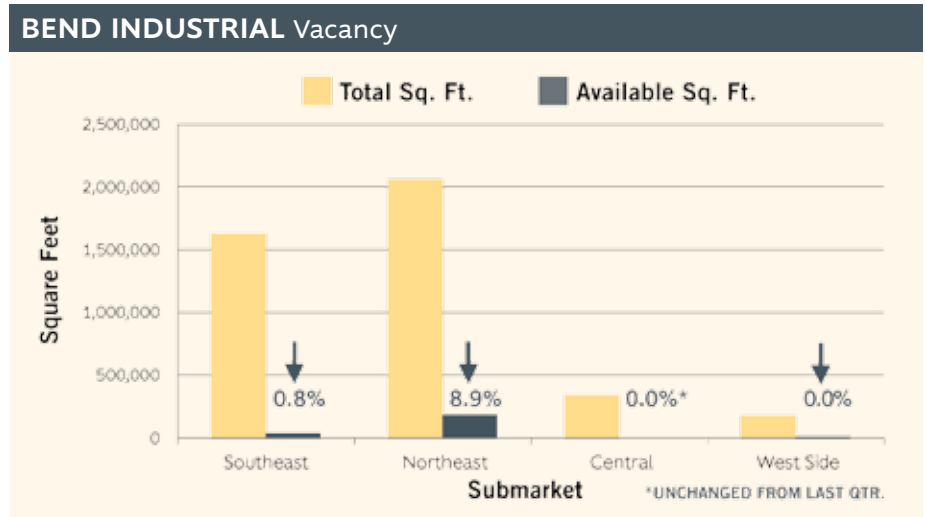 BEND INDUSTRIAL Vacancy
Total Sq. Ft. Available Sq. Ft.
2,500,000
2,000,000
1,500,000
1,000,000
500,000
0
Square Feet
0.8% 8.9% 0.0%* 0.0%
Southeast Northeast Central West Side
Submarket *UNCHANGED FROM LAST QTR.